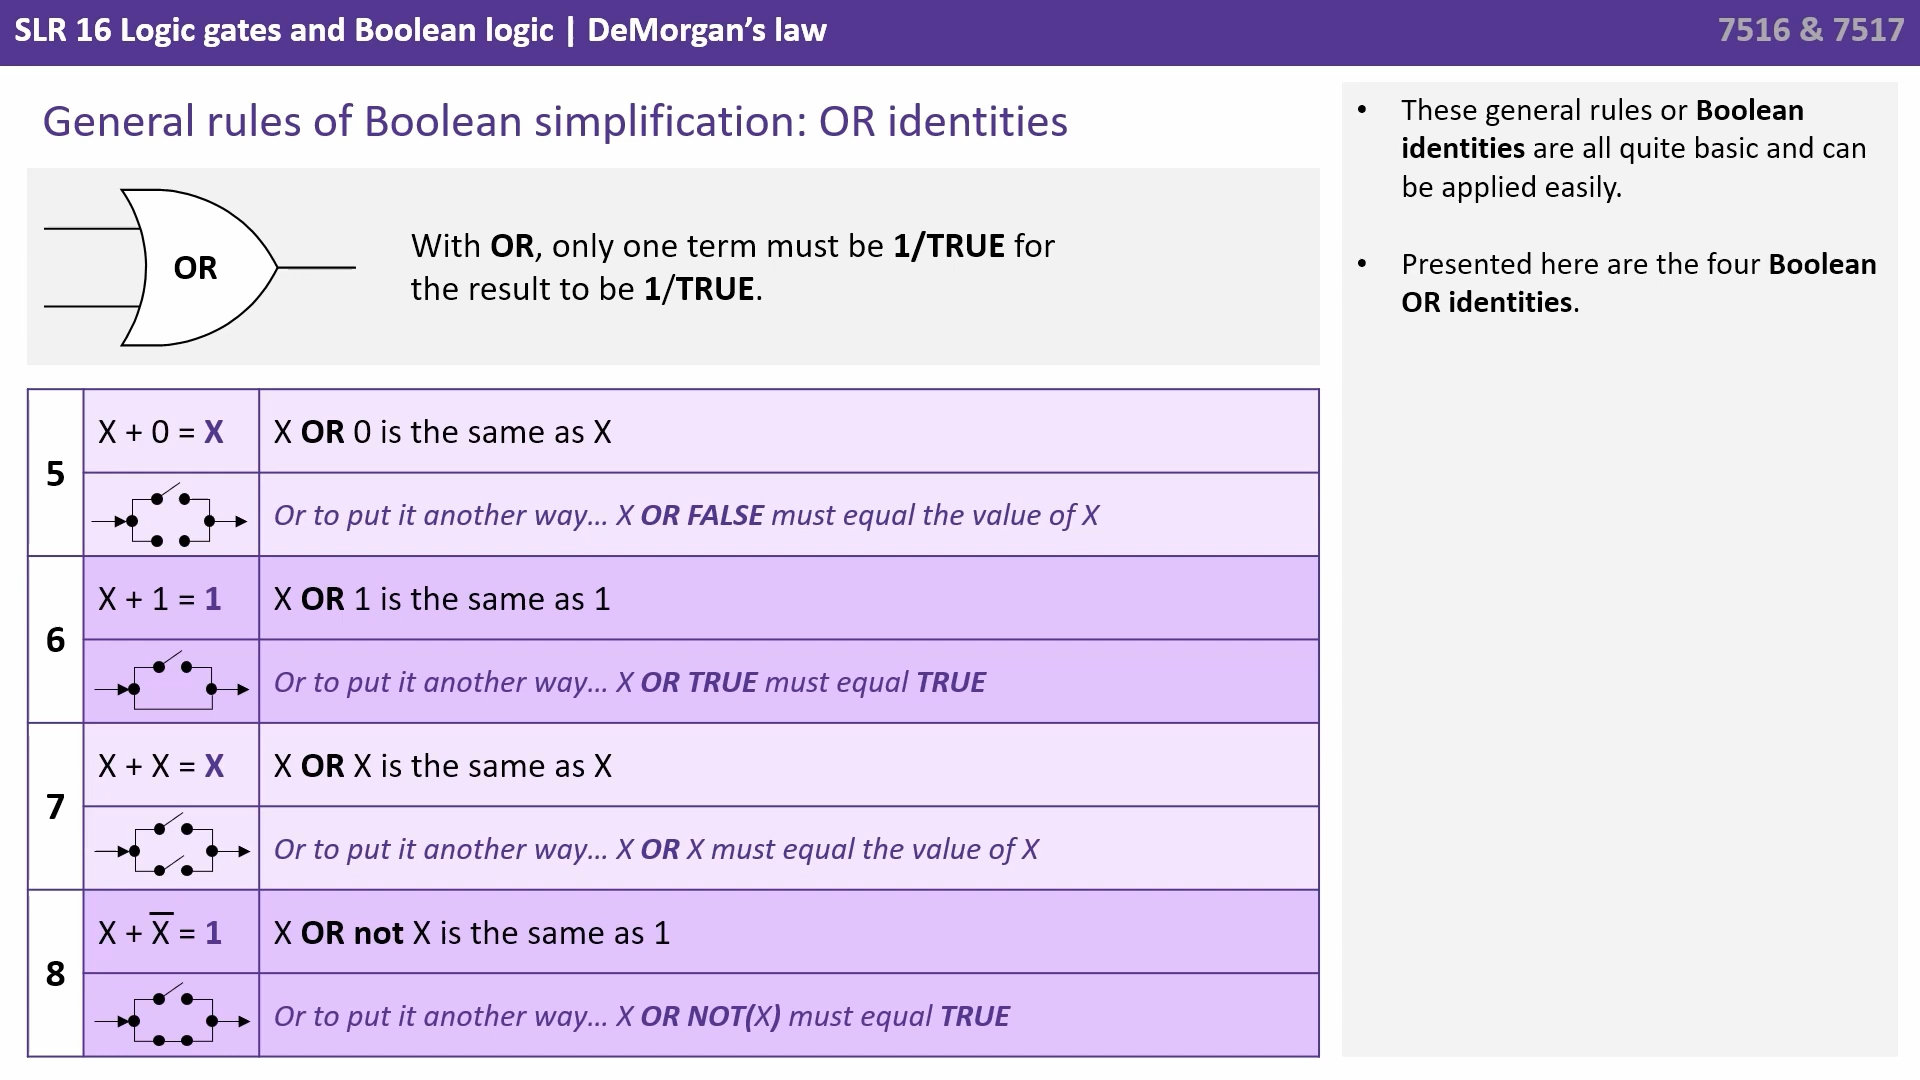 SLR 16 Logic gates and Boolean logic | DeMorgan’s law
7516 & 7517
General rules of Boolean simplification: OR identities
OR
With OR, only one term must be 1/TRUE for
the result to be 1/TRUE.
5
X + 0 = X
X OR 0 is the same as X
Or to put it another way… X OR FALSE must equal the value of X
6
X + 1 = 1
X OR 1 is the same as 1
Or to put it another way… X OR TRUE must equal TRUE
7
X + X = X
X OR X is the same as X
Or to put it another way… X OR X must equal the value of X
8
X + X̅ = 1
X OR not X is the same as 1
Or to put it another way… X OR NOT(X) must equal TRUE
• These general rules or Boolean
identities are all quite basic and can
be applied easily.
• Presented here are the four Boolean
OR identities.